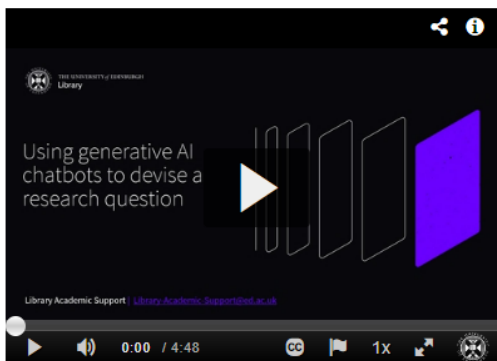 THE UNIVERSITY of EDINBURGH
Library
Using generative AI
chatbots to devise a
research question
Library Academic Support | Library.Academic.Support@ed.ac.uk
0:00 / 4:48
CC
1x